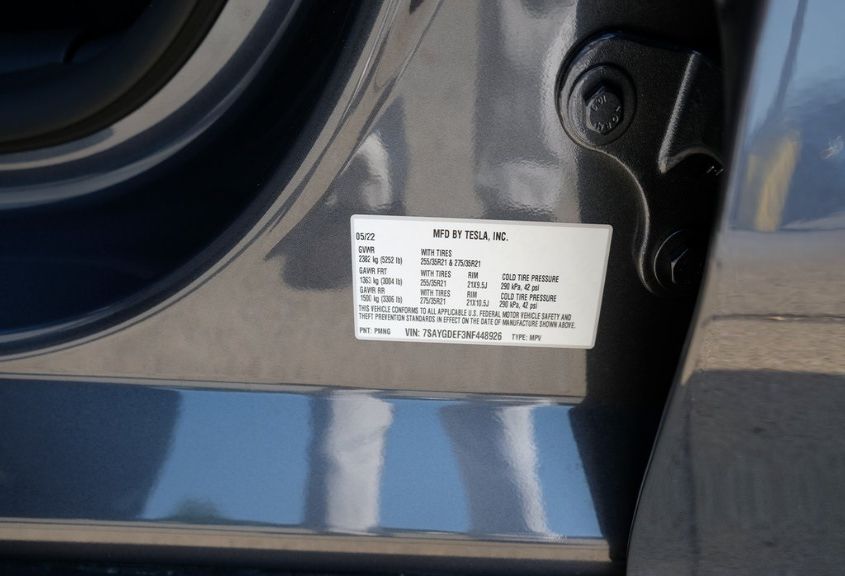 05/22 MFD BY TESLA, INC.
GVWR WITH TIRES
2382 kg (5252 lb) 255/35R21 & 275/35R21
GAWR FRT WITH TIRES RIM COLD TIRE PRESSURE
1363 kg (3004 lb) 255/35R21 21X9.5J 290 kPa, 42 psi
GAWR RR WITH TIRES RIM COLD TIRE PRESSURE
1500 kg (3306 lb) 275/35R21 21X10.5J 290 kPa, 42 psi
THIS VEHICLE CONFORMS TO ALL APPLICABLE U.S. FEDERAL MOTOR VEHICLE SAFETY AND
THEFT PREVENTION STANDARDS IN EFFECT ON THE DATE OF MANUFACTURE SHOWN ABOVE.
PNT: PMNG VIN: 7SAYGDEF3NF448926 TYPE: MPV